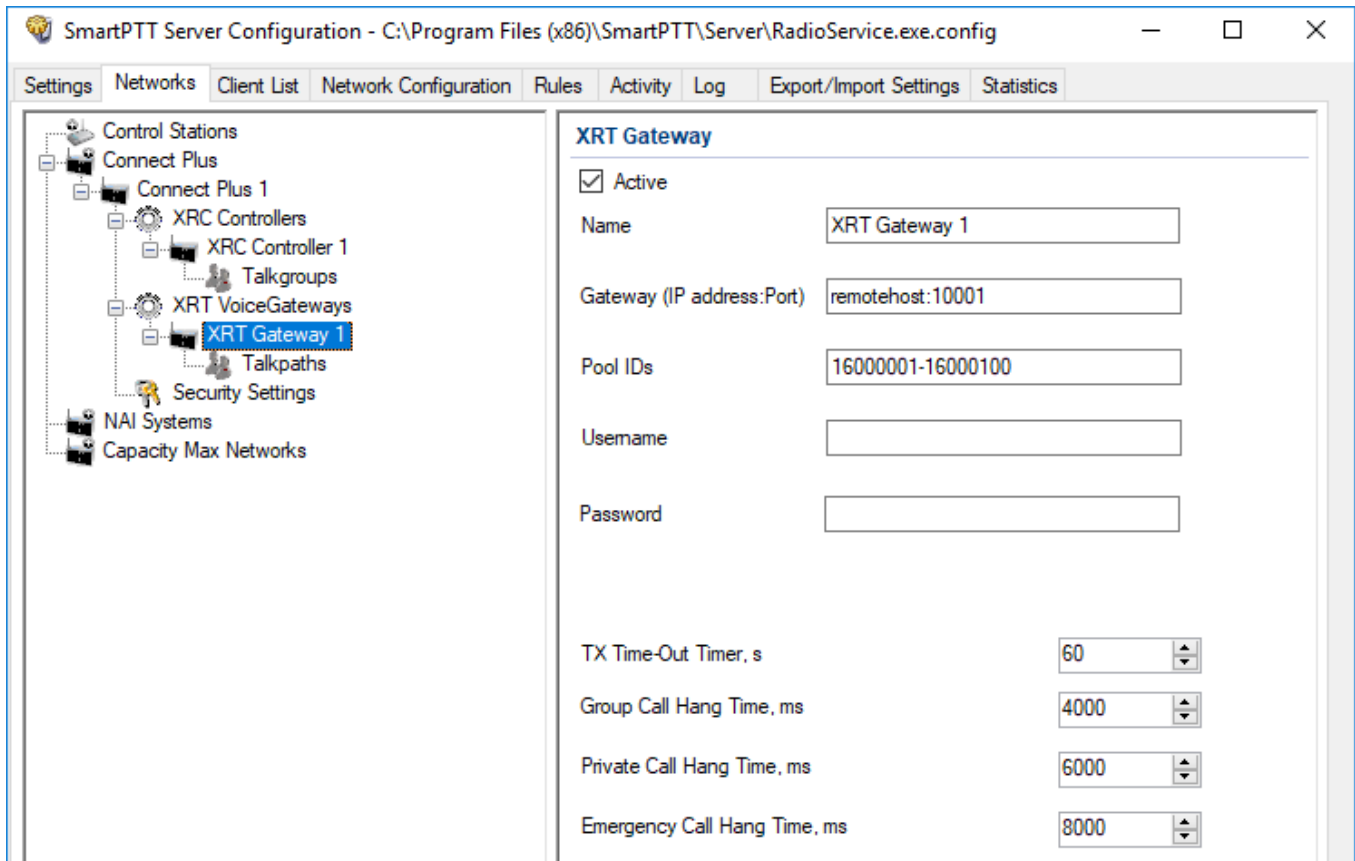 SmartPTT Server Configuration - C:\Program Files (x86)\SmartPTT\Server\RadioService.exe.config
Settings Networks Client List Network Configuration Rules Activity Log Export/Import Settings Statistics
Control Stations
Connect Plus
Connect Plus 1
XRC Controllers
XRC Controller 1
Talkgroups
XRT VoiceGateways
XRT Gateway 1
Talkpaths
Security Settings
NAI Systems
Capacity Max Networks
XRT Gateway
Active
Name XRT Gateway 1
Gateway (IP address:Port) remotehost:10001
Pool IDs 16000001-16000100
Username
Password
TX Time-Out Timer, s 60
Group Call Hang Time, ms 4000
Private Call Hang Time, ms 6000
Emergency Call Hang Time, ms 8000